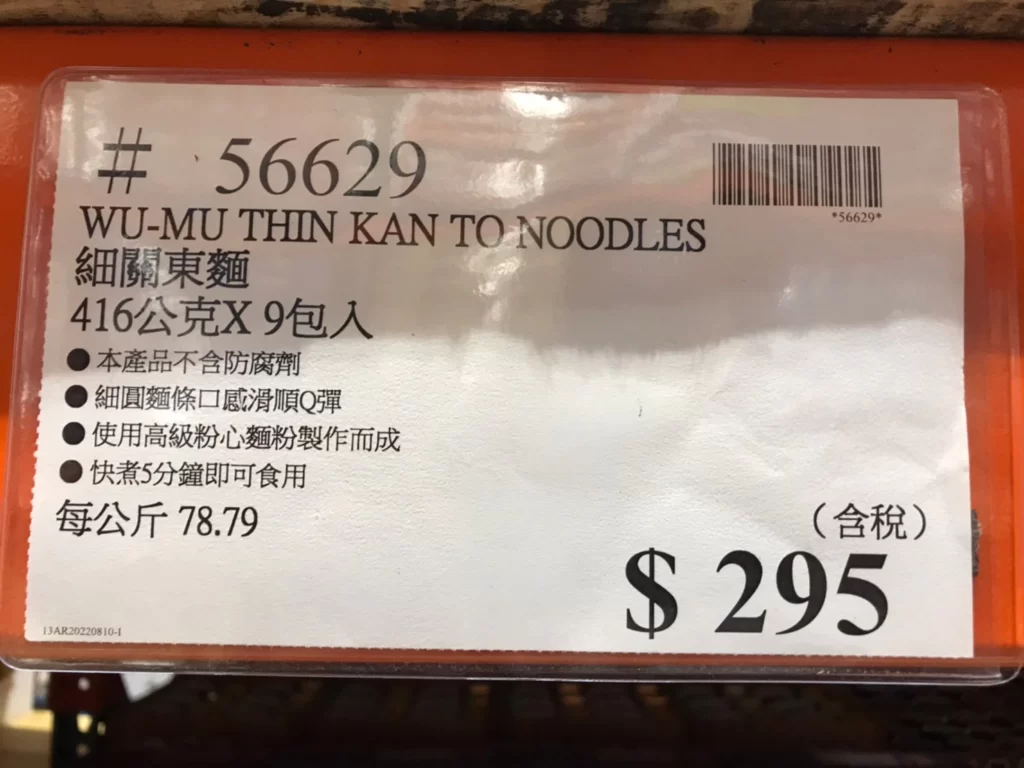 # 56629
*56629*
WU-MU THIN KAN TO NOODLES
細關東麵
416公克X 9包入
● 本產品不含防腐劑
● 細圓麵條口感滑順Q彈
● 使用高級粉心麵粉製作而成
● 快煮5分鐘即可食用
每公斤 78.79
（含稅）
$ 295
13AR20220810-1